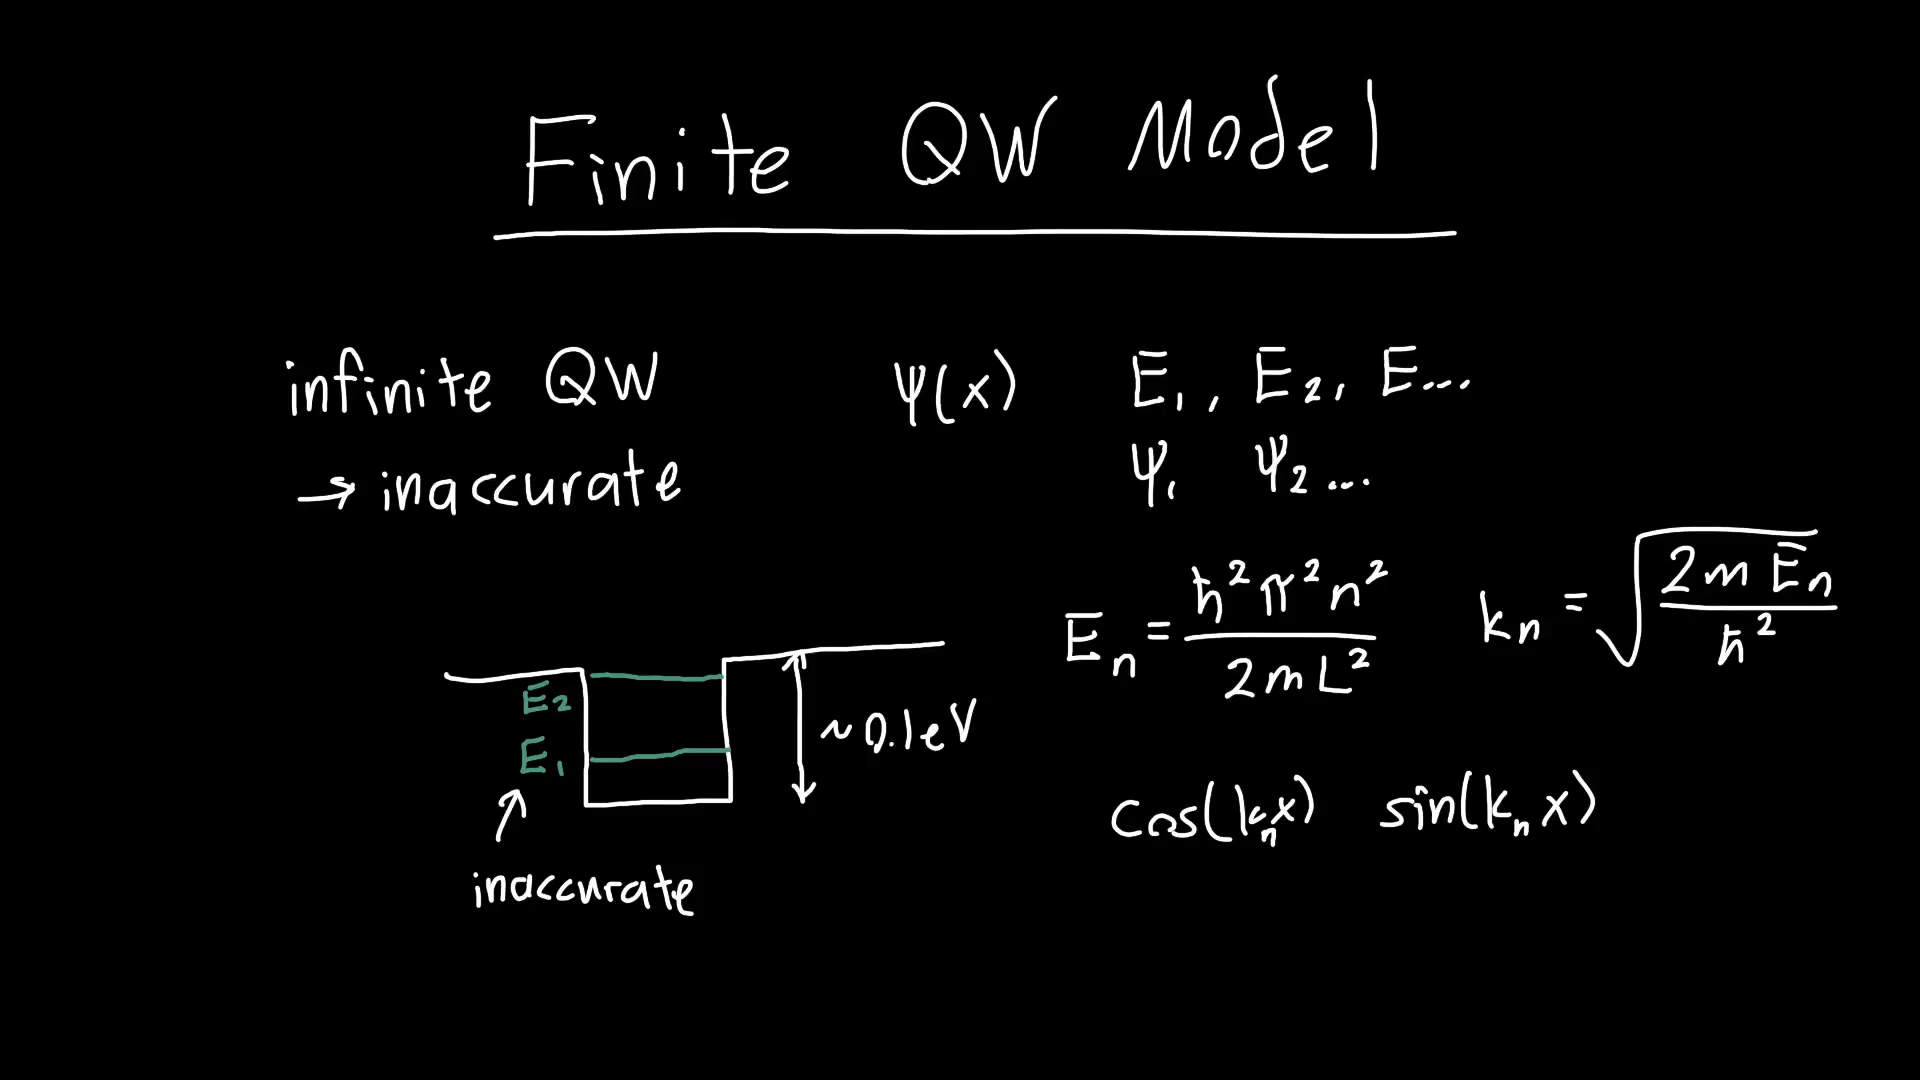 Finite QW Model
infinite QW
→ inaccurate
ψ(x)
E₁, E₂, E...
ψ₁ ψ₂ ...
Eₙ = ħ²π²n² / 2mL²
kₙ = √(2mEₙ / ħ²)
E₂
E₁
~0.1eV
inaccurate
cos(kₙx) sin(kₙx)